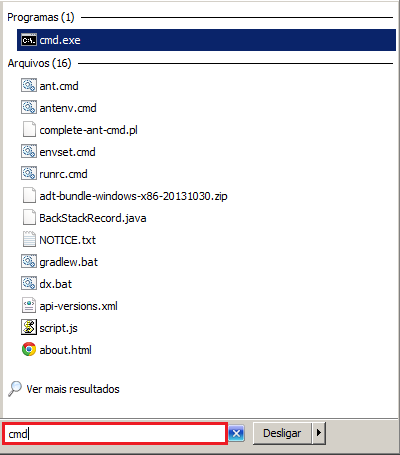 Programas (1)
cmd.exe
Arquivos (16)
ant.cmd
antenv.cmd
complete-ant-cmd.pl
envset.cmd
runrc.cmd
adt-bundle-windows-x86-20131030.zip
BackStackRecord.java
NOTICE.txt
gradlew.bat
dx.bat
api-versions.xml
script.js
about.html
Ver mais resultados
cmd
Desligar